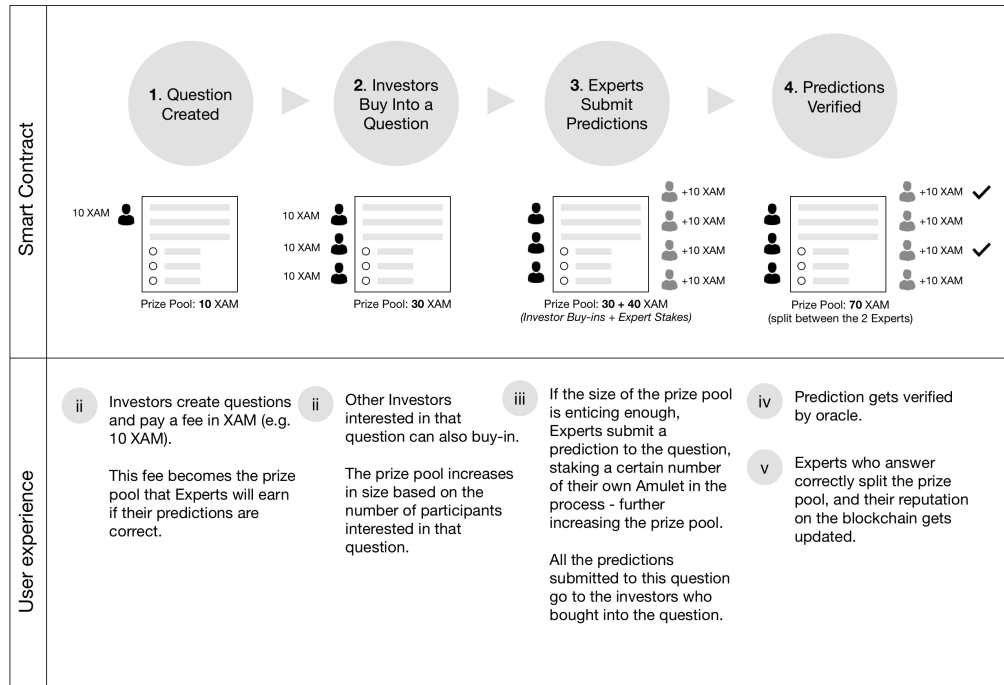 Smart Contract
1. Question
Created
2. Investors
Buy Into a
Question
3. Experts
Submit
Predictions
4. Predictions
Verified
10 XAM
Prize Pool: 10 XAM
10 XAM
10 XAM
10 XAM
Prize Pool: 30 XAM
+10 XAM
+10 XAM
+10 XAM
+10 XAM
Prize Pool: 30 + 40 XAM
(Investor Buy-ins + Expert Stakes)
+10 XAM
+10 XAM
+10 XAM
+10 XAM
Prize Pool: 70 XAM
(split between the 2 Experts)
User experience
ii
Investors create questions
and pay a fee in XAM (e.g.
10 XAM).
This fee becomes the prize
pool that Experts will earn
if their predictions are
correct.
ii
Other Investors
interested in that
question can also buy-in.
The prize pool increases
in size based on the
number of participants
interested in that
question.
iii
If the size of the prize pool
is enticing enough,
Experts submit a
prediction to the question,
staking a certain number
of their own Amulet in the
process - further
increasing the prize pool.
All the predictions
submitted to this question
go to the investors who
bought into the question.
iv
Prediction gets verified
by oracle.
v
Experts who answer
correctly split the prize
pool, and their reputation
on the blockchain gets
updated.